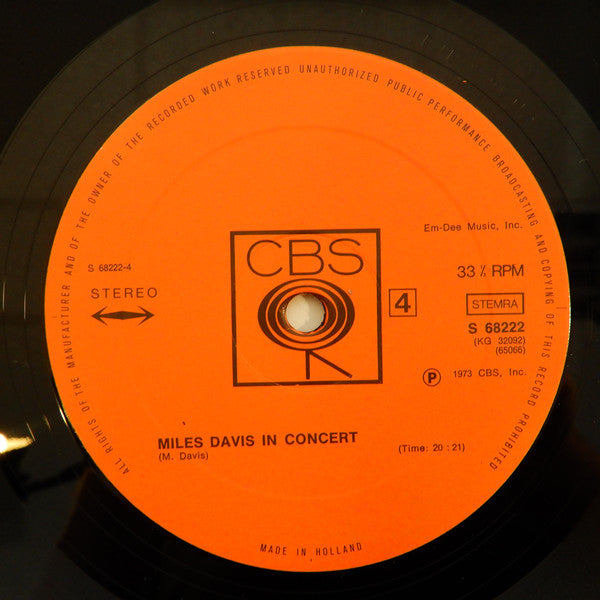 ALL RIGHTS OF THE MANUFACTURER AND OF THE OWNER OF THE RECORDED WORK RESERVED UNAUTHORIZED PUBLIC PERFORMANCE BROADCASTING AND COPYING OF THIS RECORD PROHIBITED
Em-Dee Music, Inc.
CBS
S 68222-4
33 ⅓ RPM
STEREO
4
STEMRA
S 68222
(KG 32092)
(65066)
Ⓟ 1973 CBS, Inc.
MILES DAVIS IN CONCERT
(M. Davis)
(Time: 20 : 21)
MADE IN HOLLAND